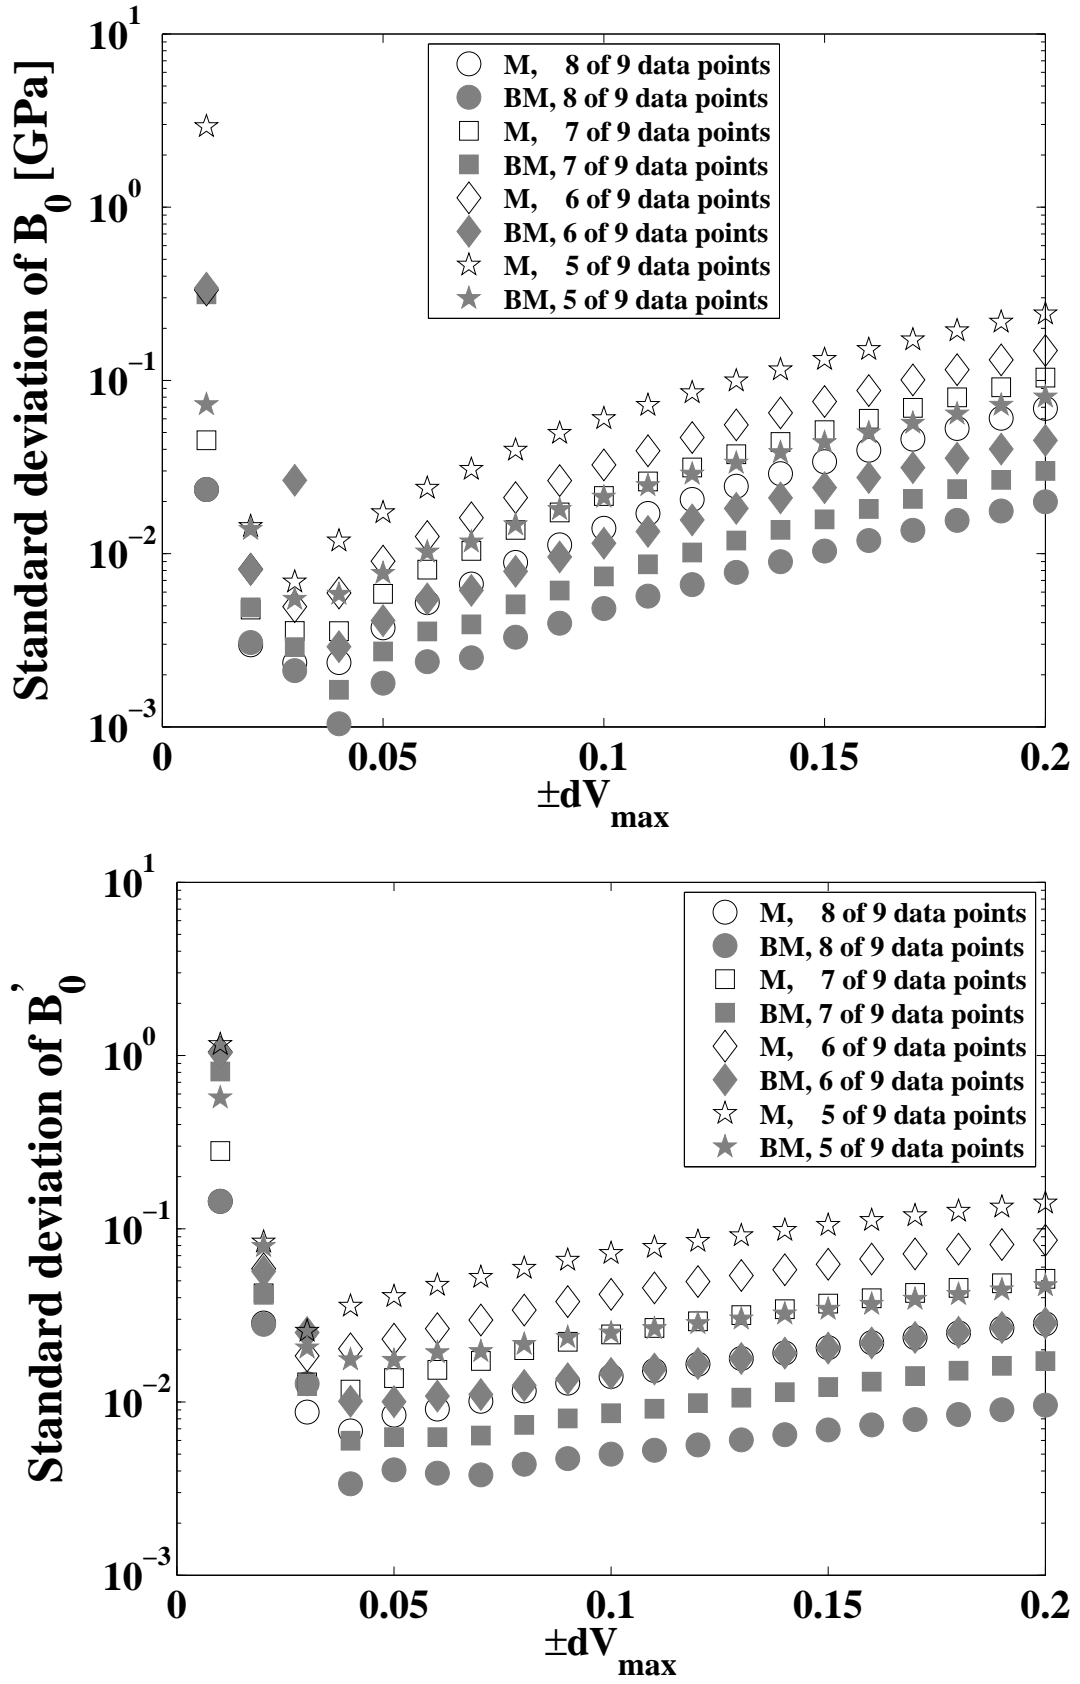 Standard deviation of B0 [GPa]
10^1
10^0
10^−1
10^−2
10^−3
M, 8 of 9 data points
BM, 8 of 9 data points
M, 7 of 9 data points
BM, 7 of 9 data points
M, 6 of 9 data points
BM, 6 of 9 data points
M, 5 of 9 data points
BM, 5 of 9 data points
0 0.05 0.1 0.15 0.2
±dVmax
Standard deviation of B0'
10^1
10^0
10^−1
10^−2
10^−3
M, 8 of 9 data points
BM, 8 of 9 data points
M, 7 of 9 data points
BM, 7 of 9 data points
M, 6 of 9 data points
BM, 6 of 9 data points
M, 5 of 9 data points
BM, 5 of 9 data points
0 0.05 0.1 0.15 0.2
±dVmax